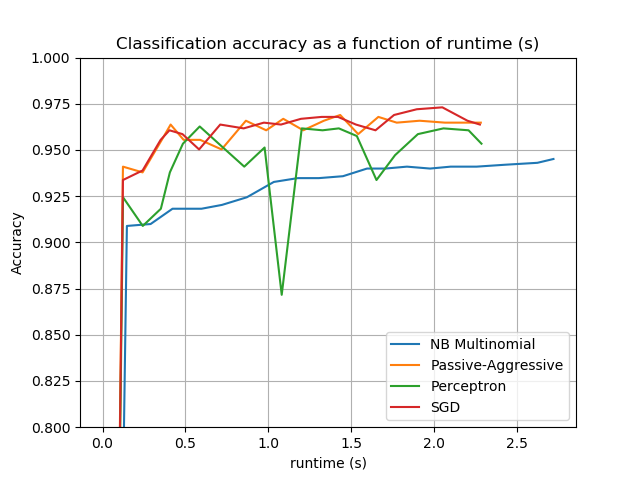 Classification accuracy as a function of runtime (s)
1.000
0.975
0.950
0.925
0.900
0.875
0.850
0.825
0.800
Accuracy
NB Multinomial
Passive-Aggressive
Perceptron
SGD
0.0 0.5 1.0 1.5 2.0 2.5
runtime (s)